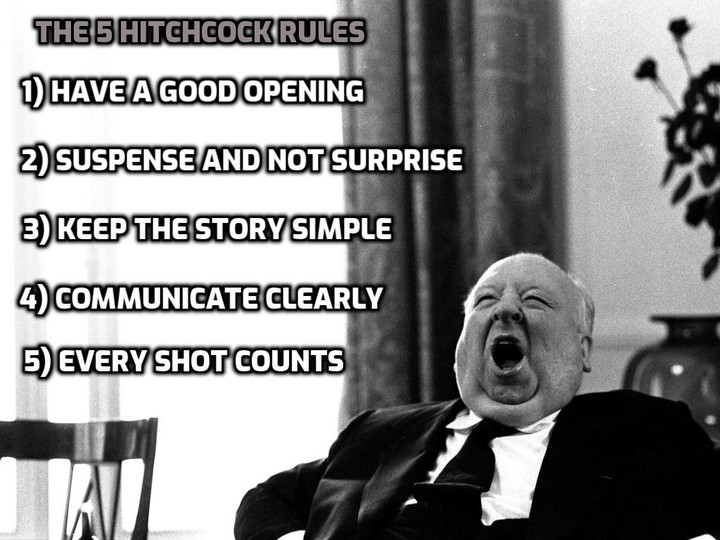 THE 5 HITCHCOCK RULES
1) HAVE A GOOD OPENING
2) SUSPENSE AND NOT SURPRISE
3) KEEP THE STORY SIMPLE
4) COMMUNICATE CLEARLY
5) EVERY SHOT COUNTS